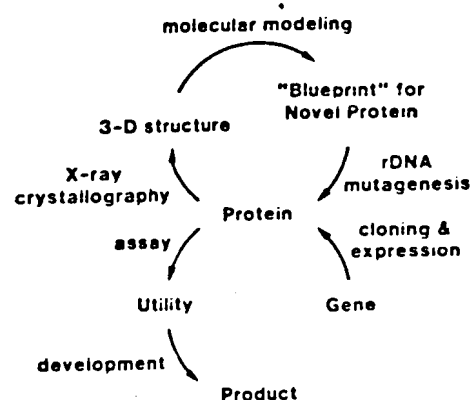 molecular modeling
"Blueprint" for
Novel Protein
3-D structure
X-ray
crystallography
rDNA
mutagenesis
Protein
cloning &
expression
assay
Utility
Gene
development
Product